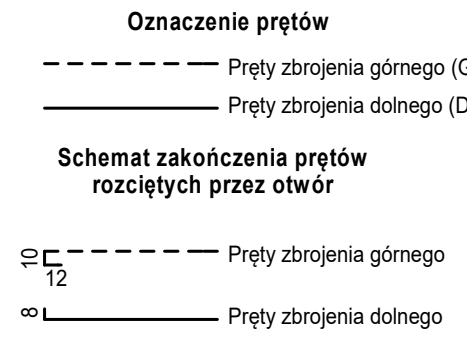 Oznaczenie prętów
Pręty zbrojenia górnego (G
Pręty zbrojenia dolnego (D
Schemat zakończenia prętów
rozciętych przez otwór
10
12
Pręty zbrojenia górnego
8
Pręty zbrojenia dolnego